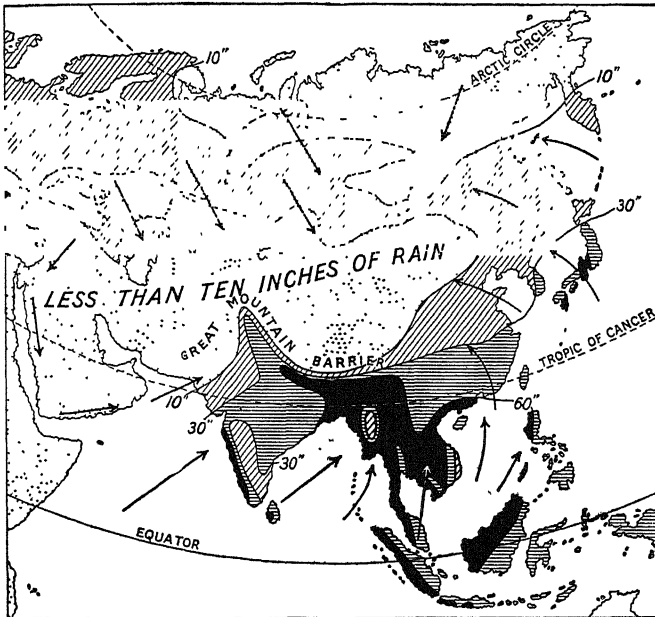 10"
ARCTIC CIRCLE
10"
30"
LESS THAN TEN INCHES OF RAIN
GREAT MOUNTAIN BARRIER
TROPIC OF CANCER
10"
30"
60"
30"
EQUATOR